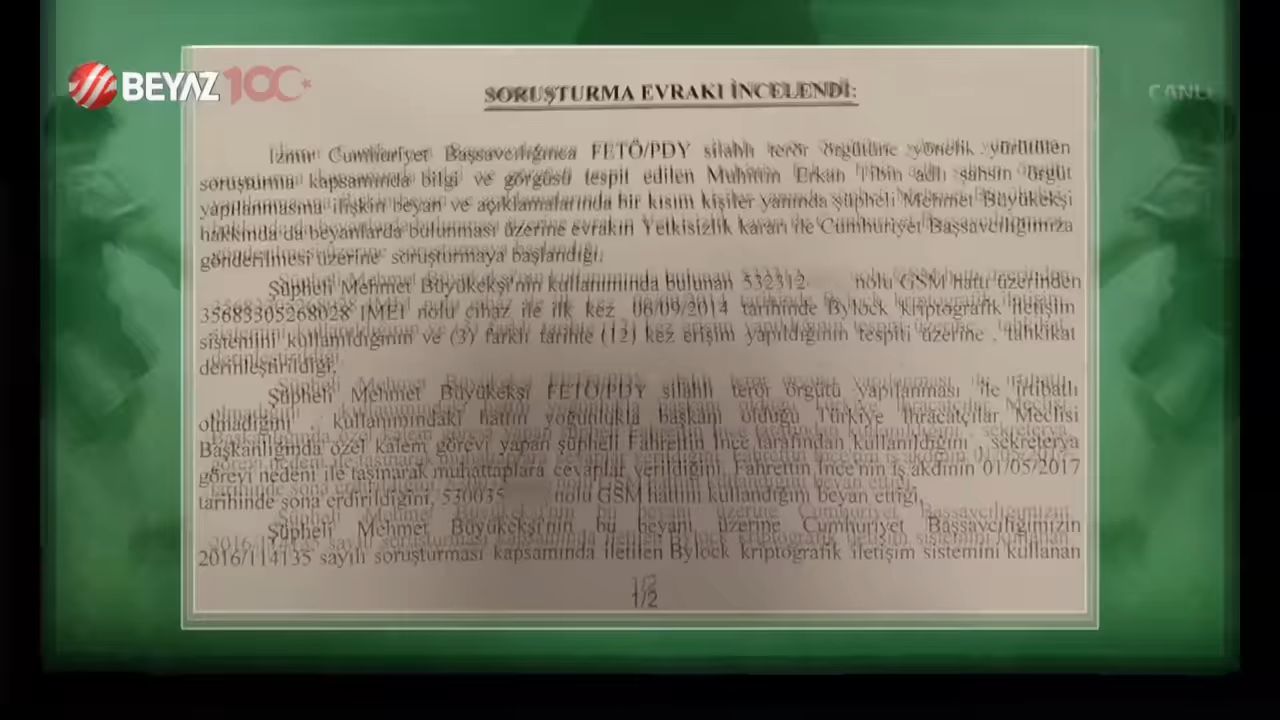 BEYAZ 100
CANLI
SORUŞTURMA EVRAKI İNCELENDİ:
İzmir Cumhuriyet Başsavcılığınca FETÖ/PDY silahlı terör örgütüne yönelik yürütülen
soruşturma kapsamında bilgi ve görgüsü tespit edilen Muhittin Erkan Tibin adlı şahsın örgüt
yapılanmasına ilişkin beyan ve açıklamalarında bir kısım kişiler yanında şüpheli Mehmet Büyükekşi
hakkında da beyanlarda bulunması üzerine evrakın Yetkisizlik kararı ile Cumhuriyet Başsavcılığımıza
gönderilmesi üzerine soruşturmaya başlandığı,
Şüpheli Mehmet Büyükekşi'nin kullanımında bulunan 532312 nolu GSM hattı üzerinden
35683305268028 IMEI nolu cihaz ile ilk kez 06/09/2014 tarihinde Bylock kriptografik iletişim
sistemini kullanıldığının ve (3) farklı tarihte (12) kez erişim yapıldığının tespiti üzerine , tahkikat
derinleştirildiği,
Şüpheli Mehmet Büyükekşi FETÖ/PDY silahlı terör örgütü yapılanması ile irtibatlı
olmadığını , kullanımındaki hattın yoğunlukla başkanı olduğu Türkiye İhracatçılar Meclisi
Başkanlığında özel kalem görevi yapan şüpheli Fahrettin İnce tarafından kullanıldığını , sekreterya
görevi nedeni ile taşınarak muhattaplara cevaplar verildiğini, Fahrettin İnce'nin iş akdinin 01/05/2017
tarihinde sona erdirildiğini, 530035 nolu GSM hattını kullandığını beyan ettiği,
Şüpheli Mehmet Büyükekşi'nin bu beyanı üzerine Cumhuriyet Başsavcılığımızın
2016/114135 sayılı soruşturması kapsamında iletilen Bylock kriptografik iletişim sistemini kullanan
1/2